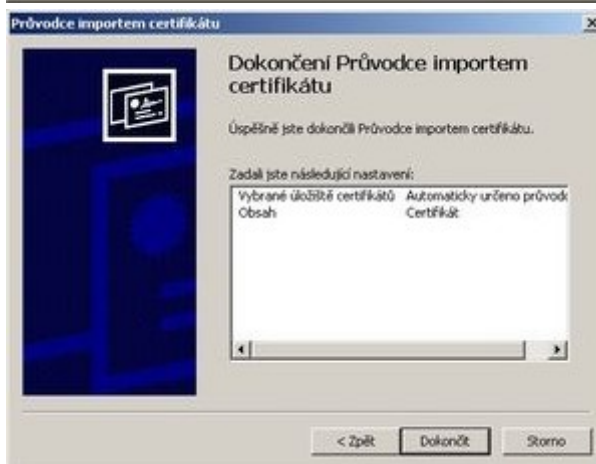 Průvodce importem certifikátu
Dokončení Průvodce importem
certifikátu
Úspěšně jste dokončili Průvodce importem certifikátu.
Zadali jste následující nastavení:
Vybrané úložiště certifikátů Automaticky určeno průvodc
Obsah Certifikát
< Zpět Dokončit Storno